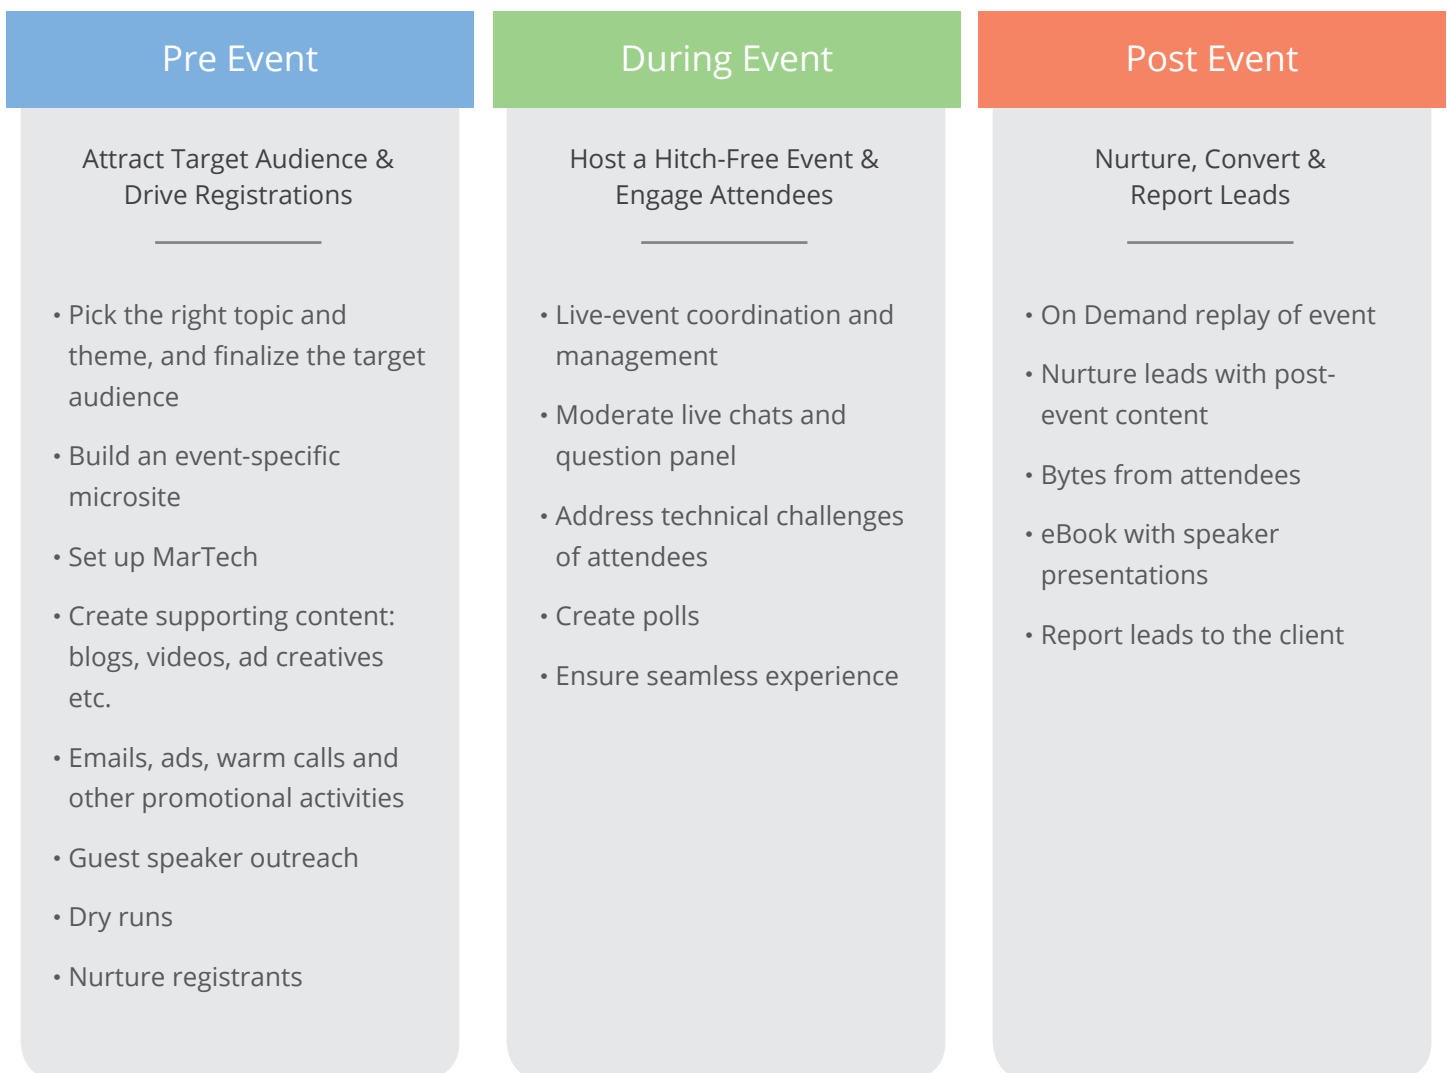 Pre Event
Attract Target Audience &
Drive Registrations
• Pick the right topic and
theme, and finalize the target
audience
• Build an event-specific
microsite
• Set up MarTech
• Create supporting content:
blogs, videos, ad creatives
etc.
• Emails, ads, warm calls and
other promotional activities
• Guest speaker outreach
• Dry runs
• Nurture registrants
During Event
Host a Hitch-Free Event &
Engage Attendees
• Live-event coordination and
management
• Moderate live chats and
question panel
• Address technical challenges
of attendees
• Create polls
• Ensure seamless experience
Post Event
Nurture, Convert &
Report Leads
• On Demand replay of event
• Nurture leads with post-
event content
• Bytes from attendees
• eBook with speaker
presentations
• Report leads to the client